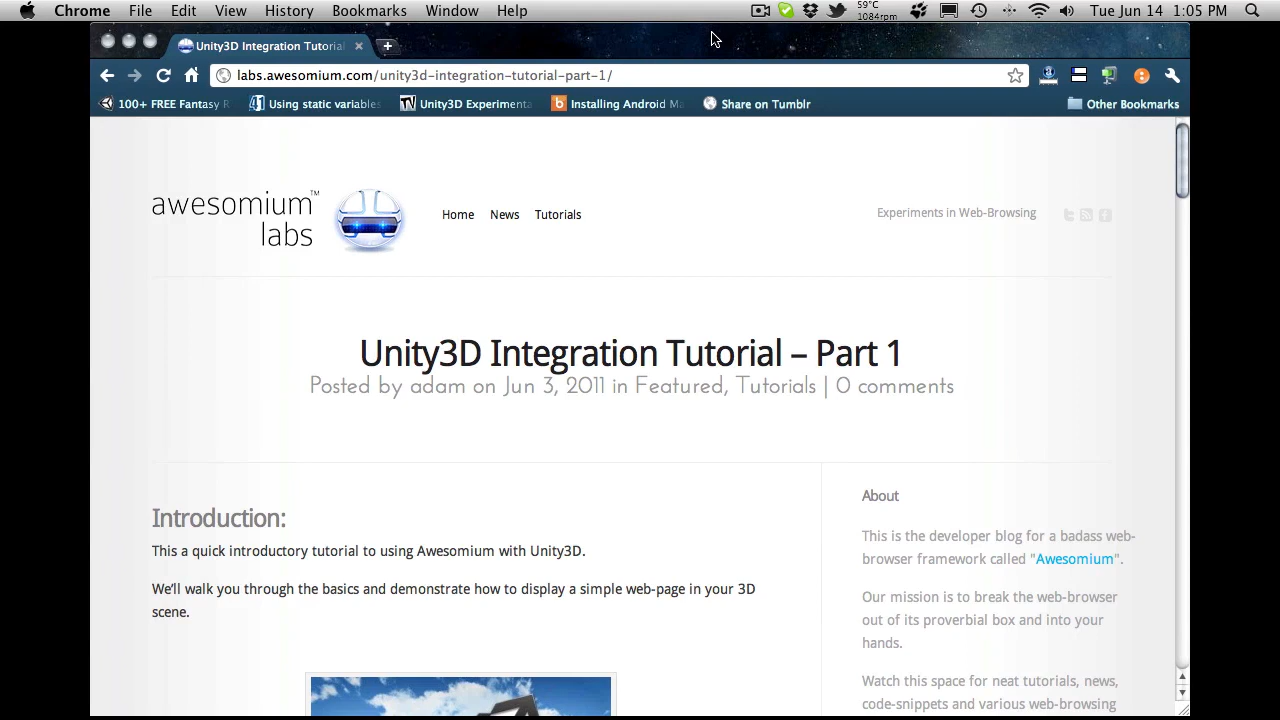 Chrome File Edit View History Bookmarks Window Help 59°C 1084rpm Tue Jun 14 1:05 PM
Unity3D Integration Tutorial
labs.awesomium.com/unity3d-integration-tutorial-part-1/
100+ FREE Fantasy Using static variables Unity3D Experimenta Installing Android Ma Share on Tumblr Other Bookmarks
awesomium™ labs
Home News Tutorials
Experiments in Web-Browsing
Unity3D Integration Tutorial – Part 1
Posted by adam on Jun 3, 2011 in Featured, Tutorials | 0 comments
Introduction:
This a quick introductory tutorial to using Awesomium with Unity3D.
We'll walk you through the basics and demonstrate how to display a simple web-page in your 3D
scene.
About
This is the developer blog for a badass web-
browser framework called "Awesomium".
Our mission is to break the web-browser
out of its proverbial box and into your
hands.
Watch this space for neat tutorials, news,
code-snippets and various web-browsing